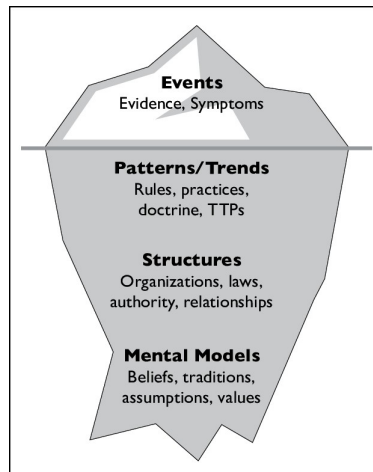 Events
Evidence, Symptoms
Patterns/Trends
Rules, practices,
doctrine, TTPs
Structures
Organizations, laws,
authority, relationships
Mental Models
Beliefs, traditions,
assumptions, values